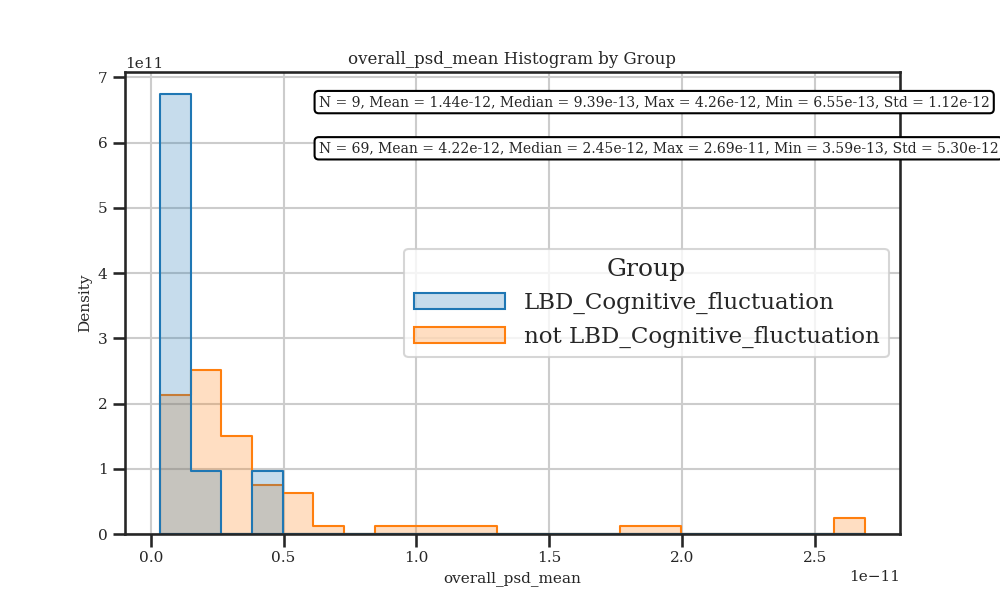 overall_psd_mean Histogram by Group
1e11
N = 9, Mean = 1.44e-12, Median = 9.39e-13, Max = 4.26e-12, Min = 6.55e-13, Std = 1.12e-12
N = 69, Mean = 4.22e-12, Median = 2.45e-12, Max = 2.69e-11, Min = 3.59e-13, Std = 5.30e-12
7
6
5
4
3
2
1
0
Density
Group
LBD_Cognitive_fluctuation
not LBD_Cognitive_fluctuation
0.0 0.5 1.0 1.5 2.0 2.5
1e−11
overall_psd_mean